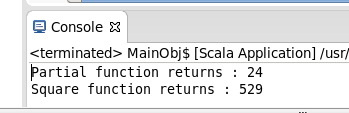 Console
<terminated> MainObj$ [Scala Application] /usr/
Partial function returns : 24
Square function returns : 529